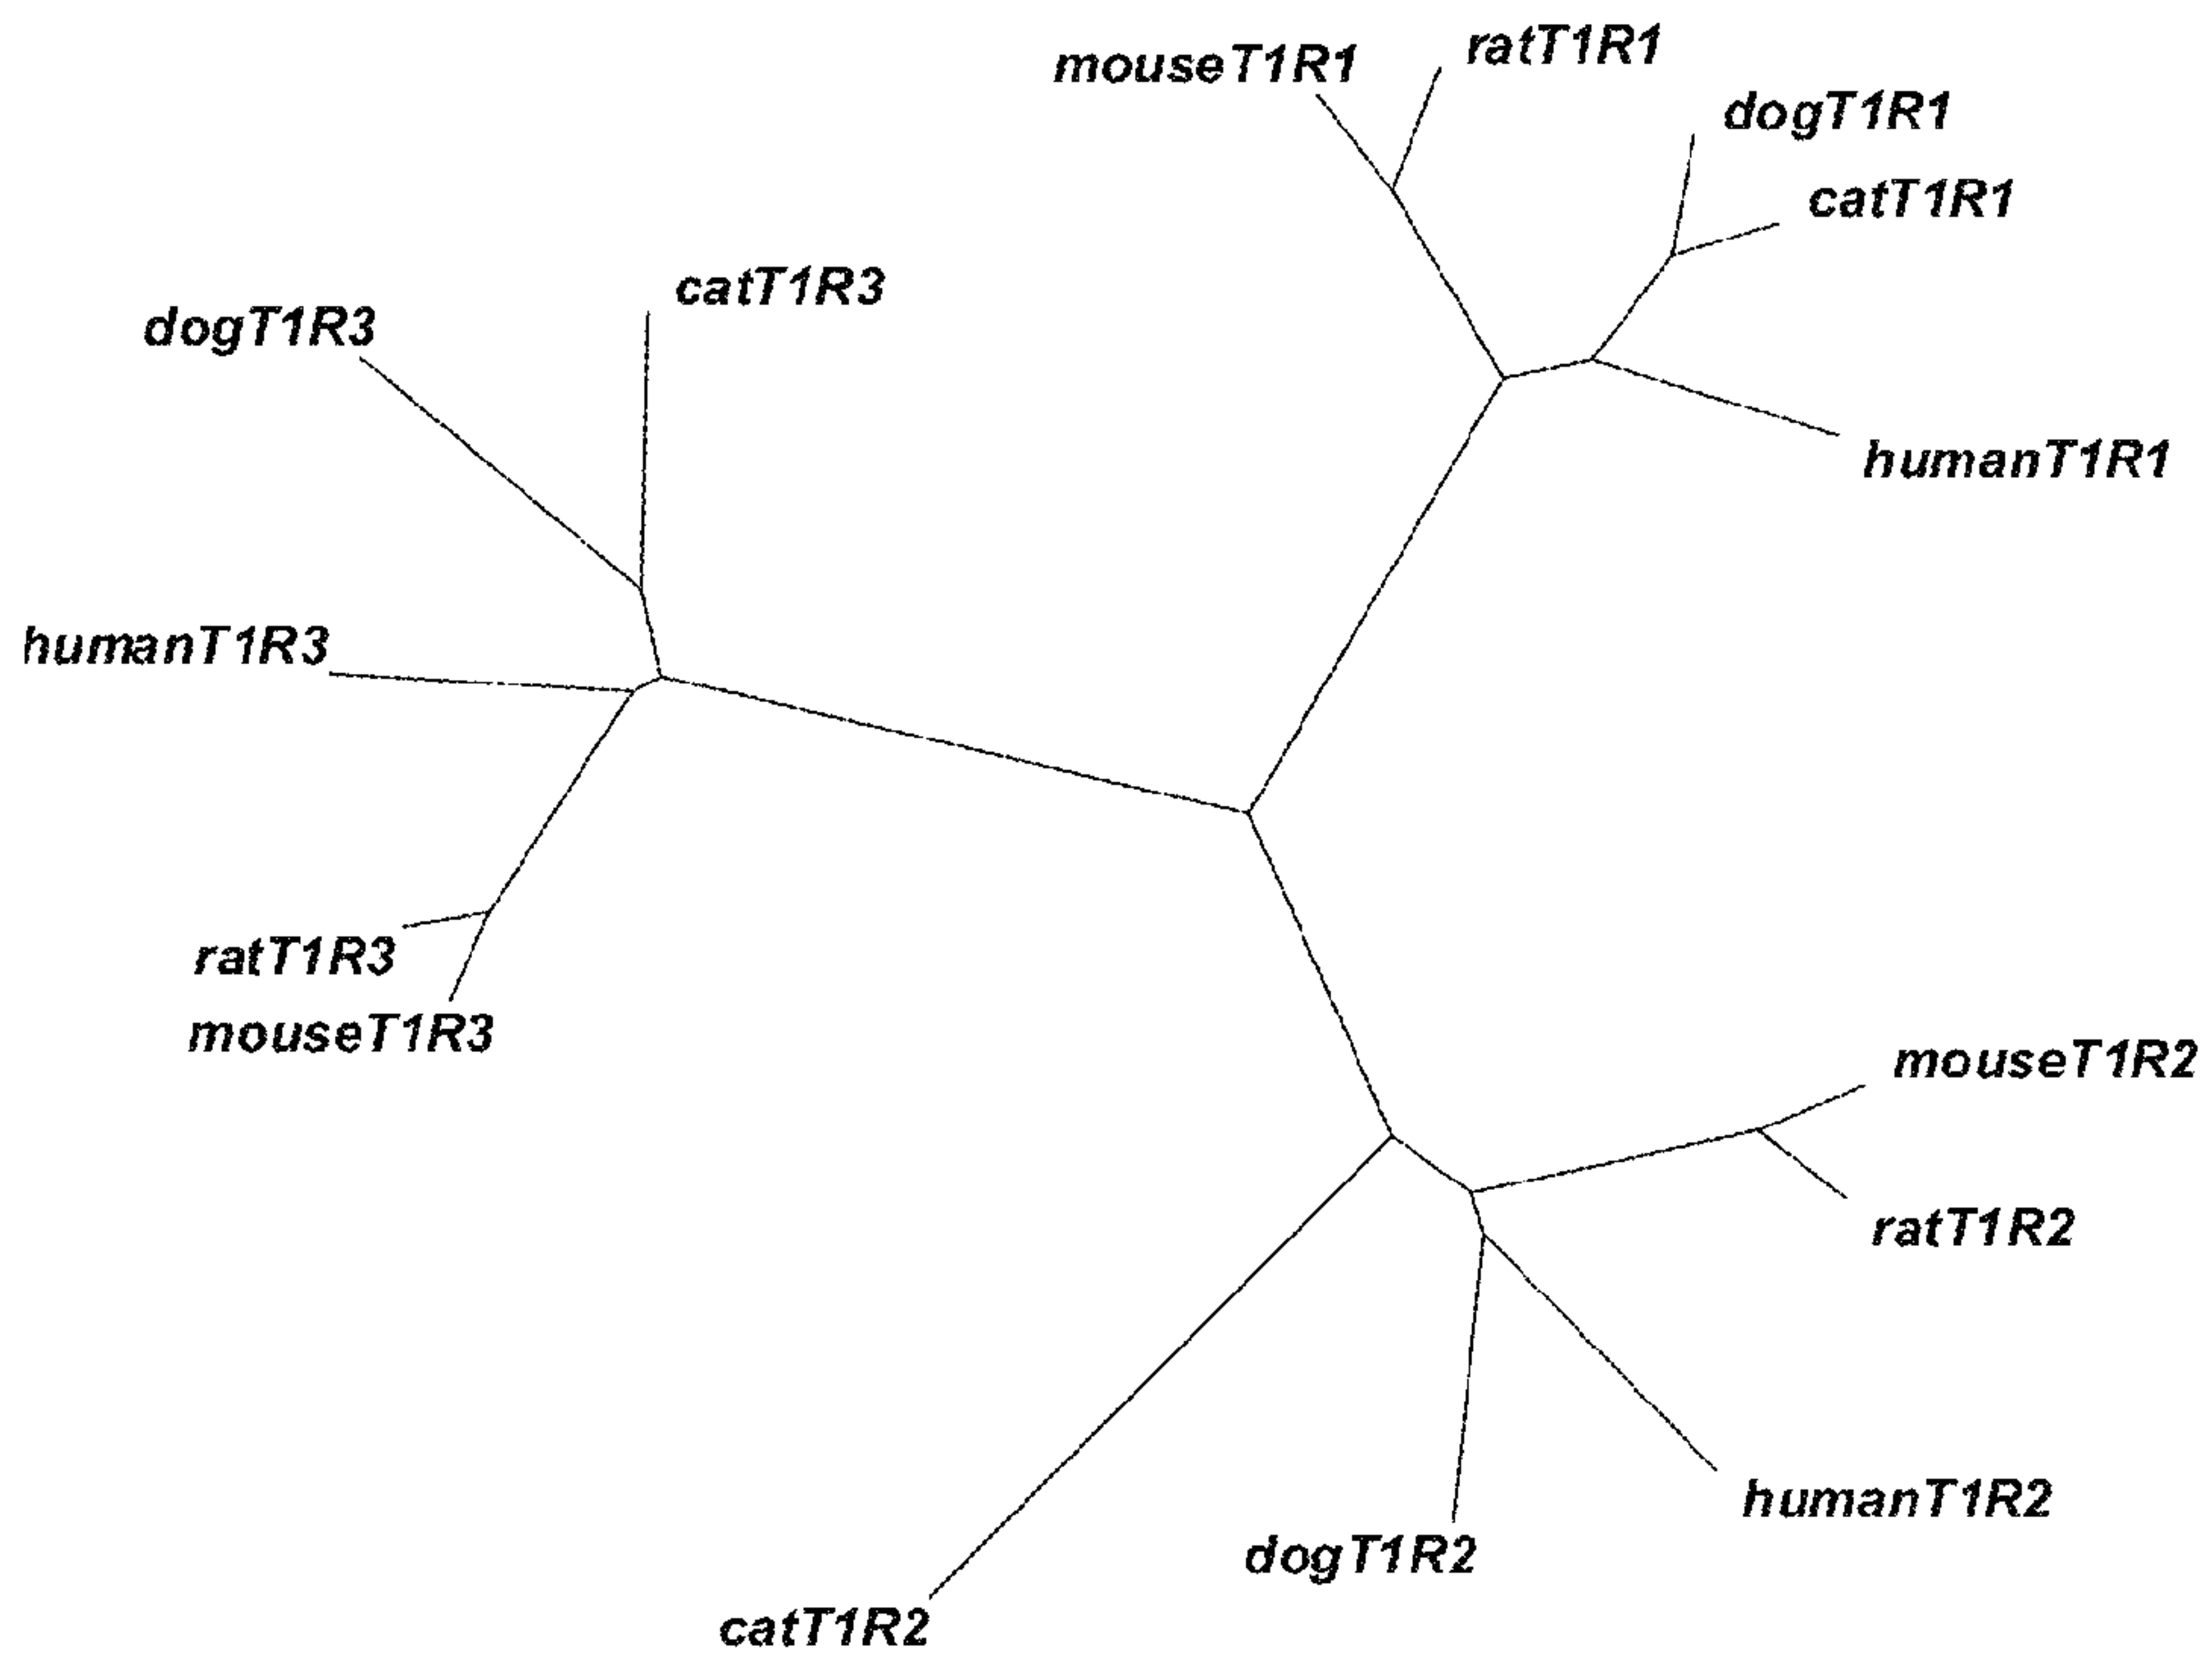 mouseT1R1
ratT1R1
dogT1R1
catT1R1
humanT1R1
catT1R3
dogT1R3
humanT1R3
ratT1R3
mouseT1R3
mouseT1R2
ratT1R2
humanT1R2
dogT1R2
catT1R2